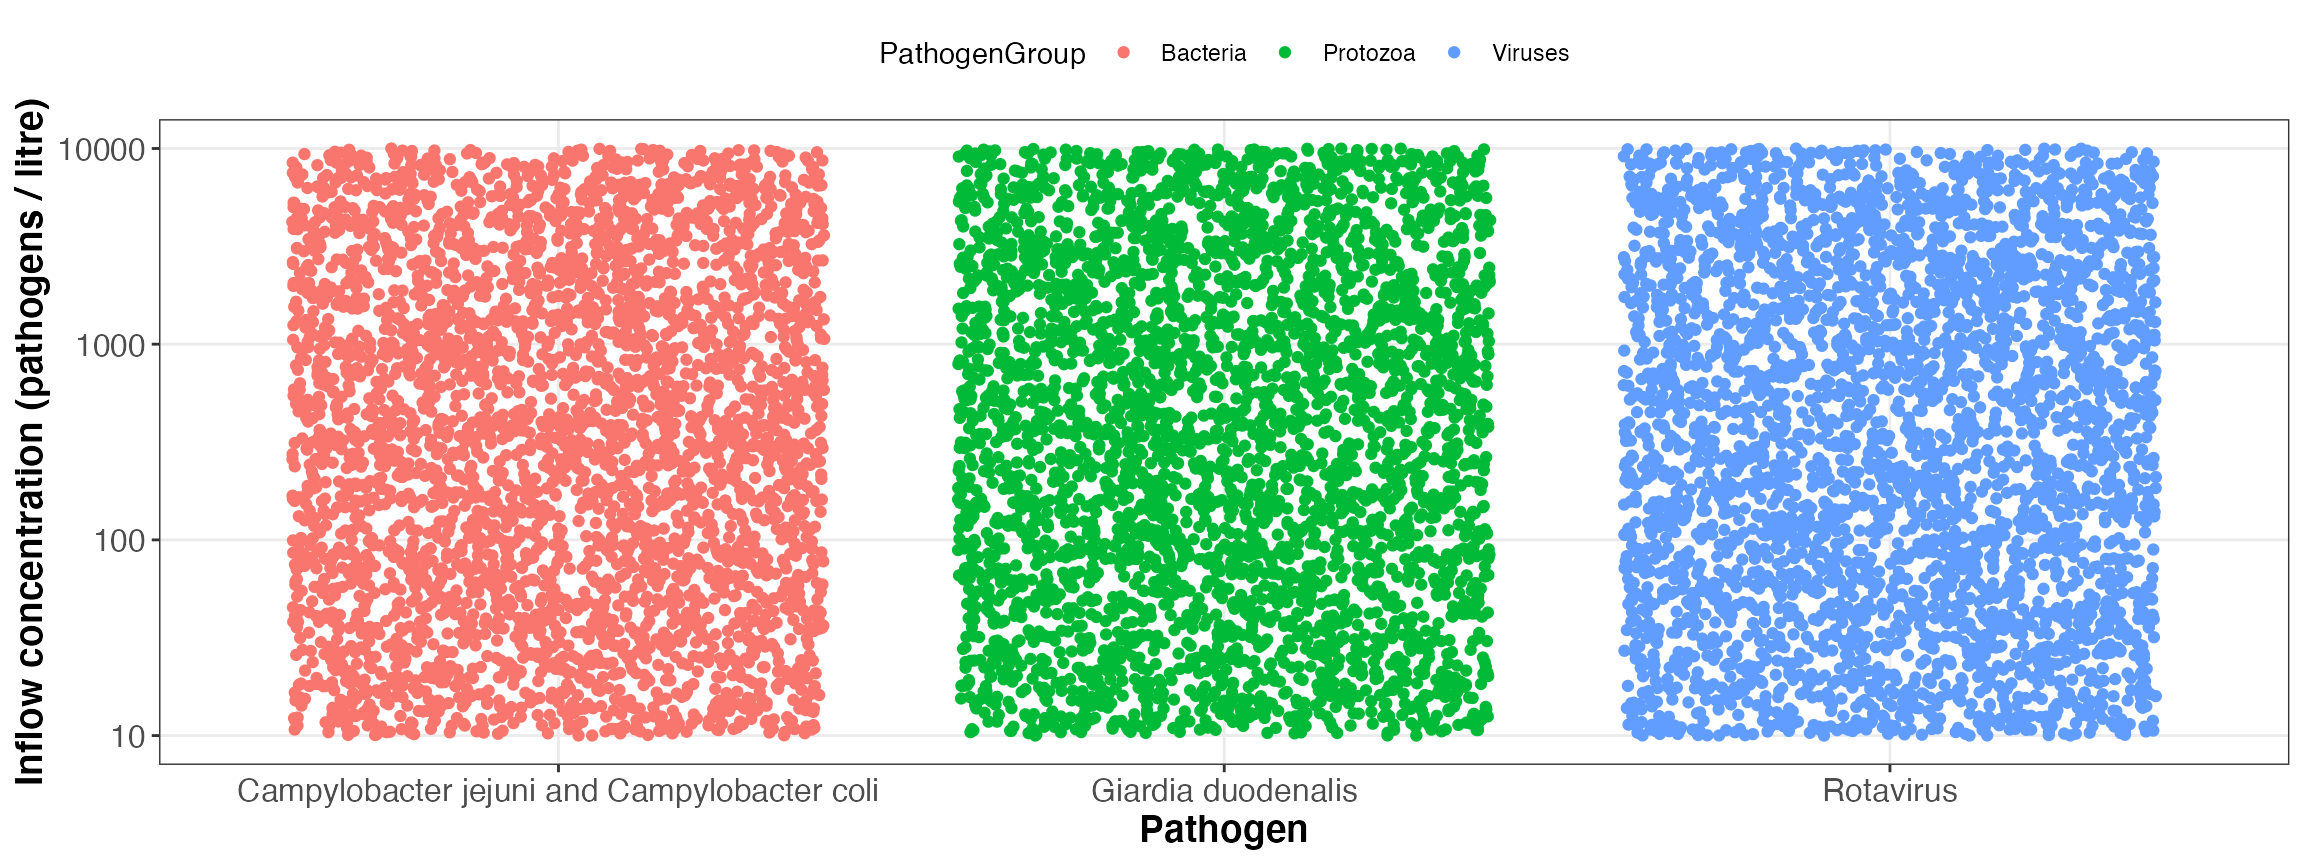 PathogenGroup Bacteria Protozoa Viruses
Inflow concentration (pathogens / litre)
10000
1000
100
10
Campylobacter jejuni and Campylobacter coli Giardia duodenalis Rotavirus
Pathogen